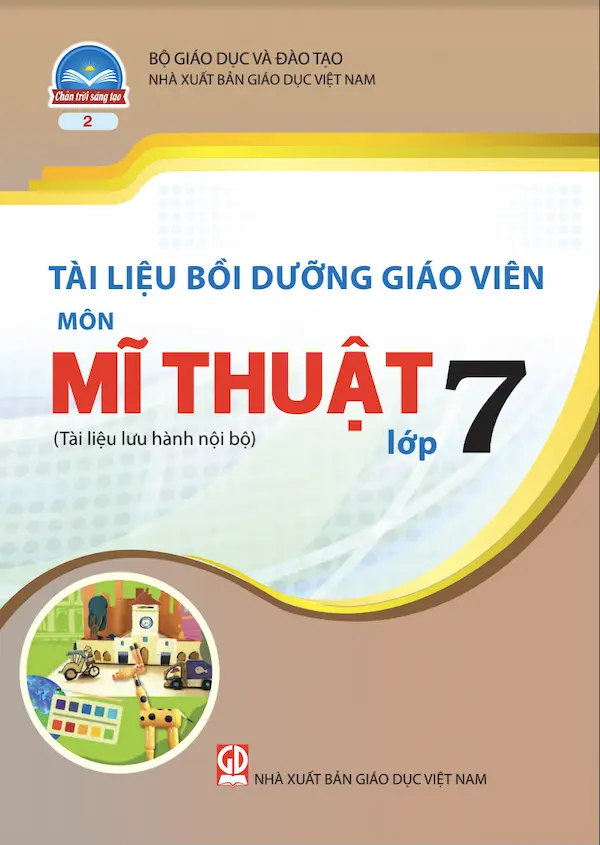 BỘ GIÁO DỤC VÀ ĐÀO TẠO
NHÀ XUẤT BẢN GIÁO DỤC VIỆT NAM
Chân trời sáng tạo
2
TÀI LIỆU BỒI DƯỠNG GIÁO VIÊN
MÔN
MĨ THUẬT
lớp 7
(Tài liệu lưu hành nội bộ)
GD
NHÀ XUẤT BẢN GIÁO DỤC VIỆT NAM